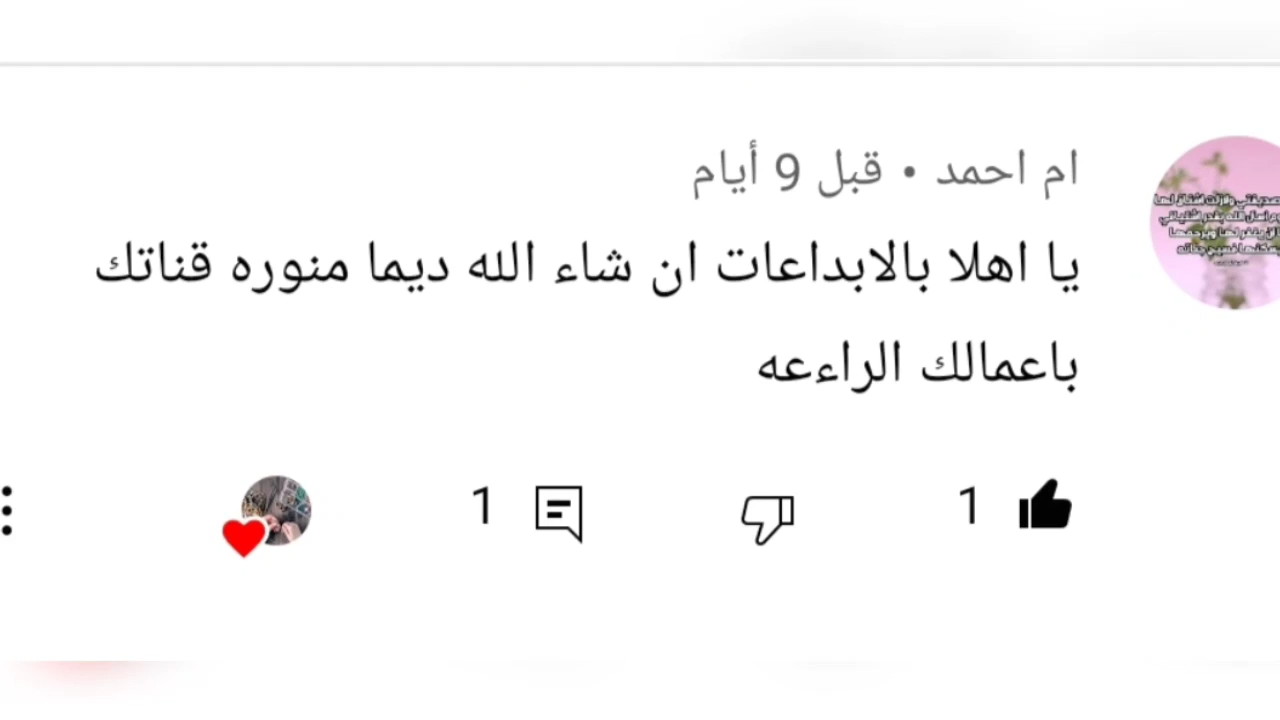 ام احمد • قبل 9 أيام
يا اهلا بالابداعات ان شاء الله ديما منوره قناتك
باعمالك الراءعه
1
1